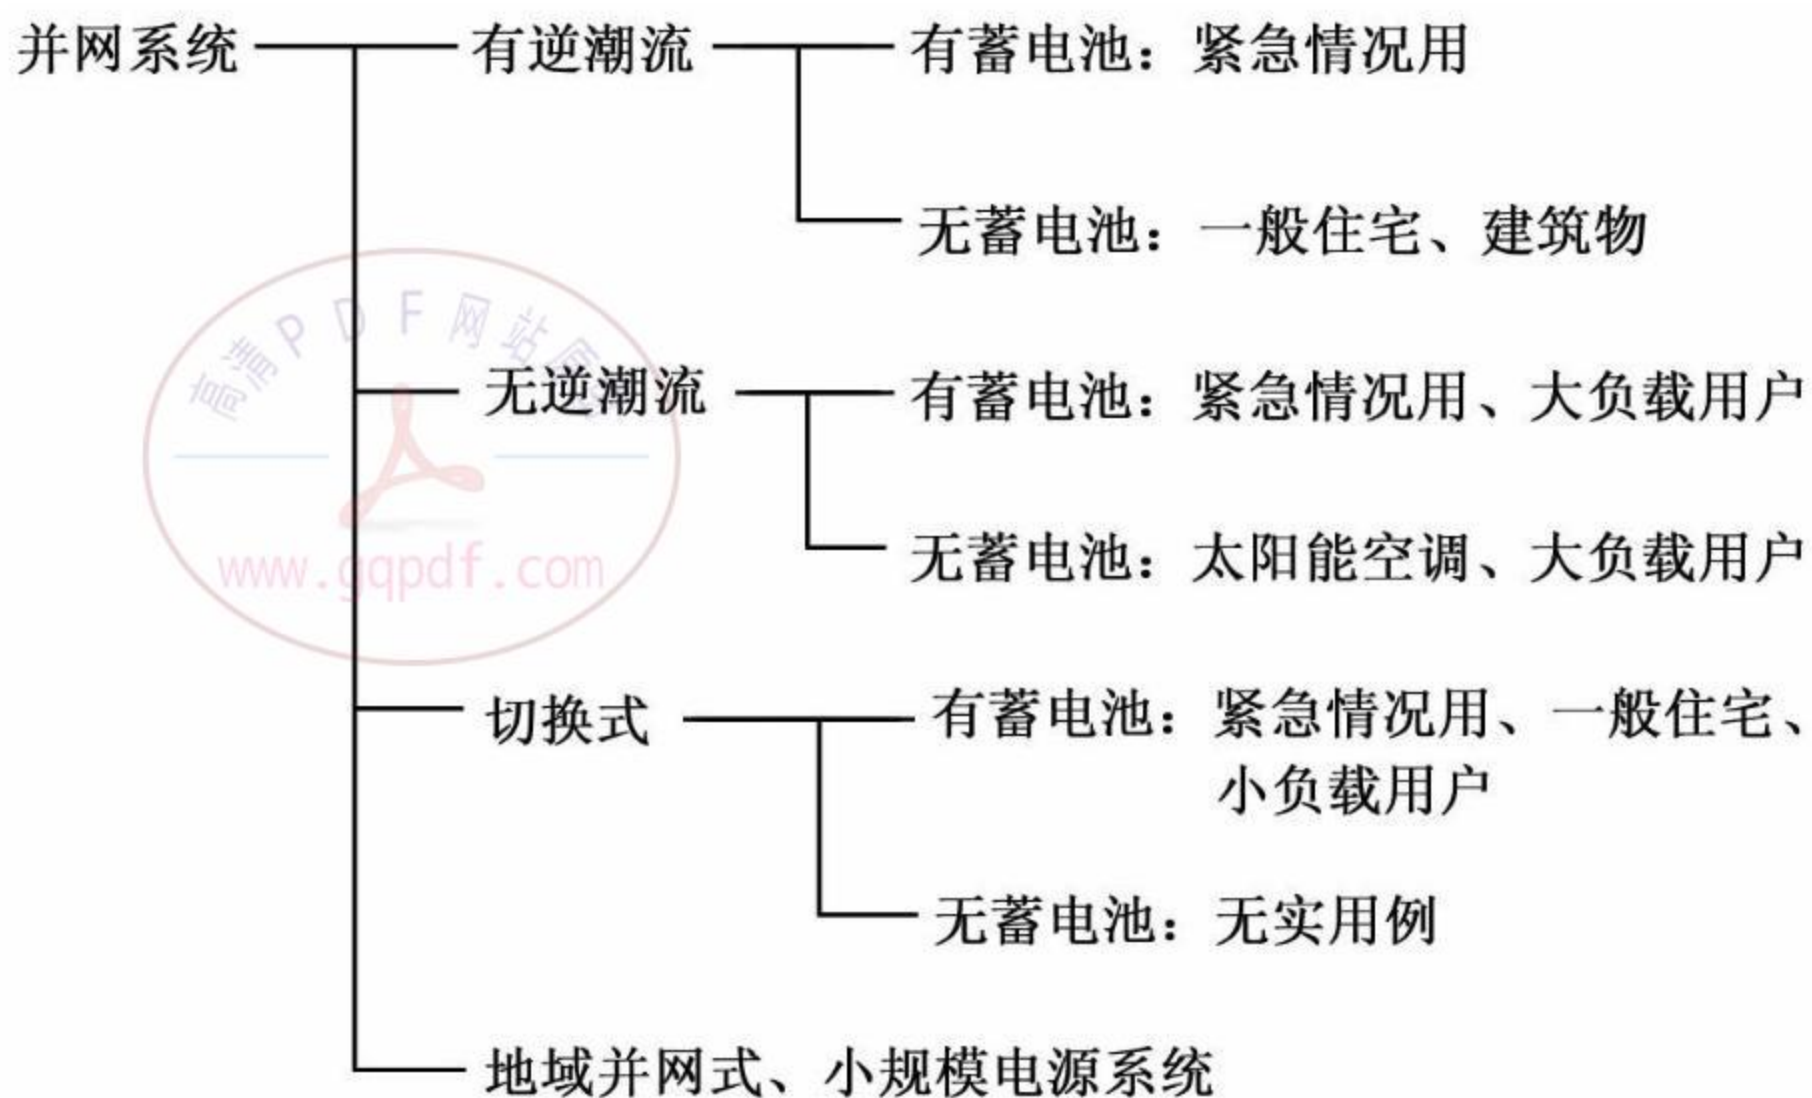 并网系统
有逆潮流
有蓄电池：紧急情况用
无蓄电池：一般住宅、建筑物
无逆潮流
有蓄电池：紧急情况用、大负载用户
无蓄电池：太阳能空调、大负载用户
切换式
有蓄电池：紧急情况用、一般住宅、
小负载用户
无蓄电池：无实用例
地域并网式、小规模电源系统
高清PDF网站
www.gqpdf.com